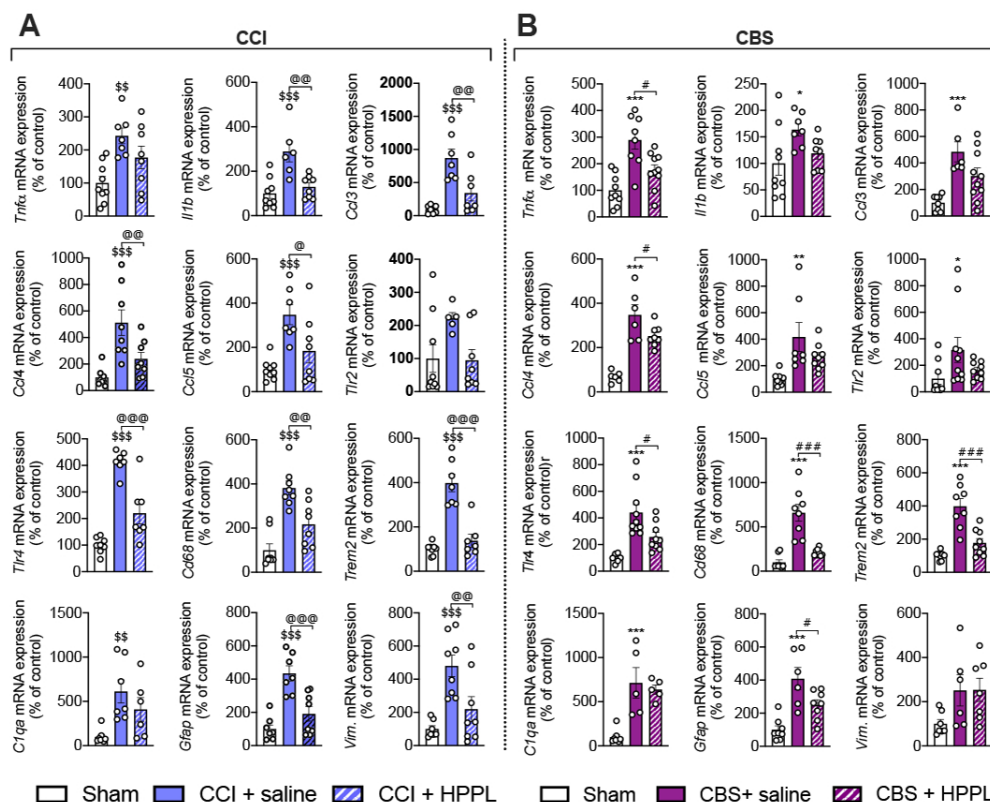 A
CCI
Tnfα mRNA expression
(% of control)
400
300
200
100
0
$$
Il1b mRNA expression
(% of control)
600
400
200
0
@@
$$$
Ccl3 mRNA expression
(% of control)
2000
1500
1000
500
0
@@
$$$
Ccl4 mRNA expression
(% of control)
1000
800
600
400
200
0
@@
$$$
Ccl5 mRNA expression
(% of control)
600
400
200
0
@
$$$
Tlr2 mRNA expression
(% of control)
400
300
200
100
0
Tlr4 mRNA expression
(% of control)
500
400
300
200
100
0
@@@
$$$
Cd68 mRNA expression
(% of control)
600
400
200
0
@@
$$$
Trem2 mRNA expression
(% of control)
600
400
200
0
@@@
$$$
C1qa mRNA expression
(% of control)
1500
1000
500
0
$$
Gfap mRNA expression
(% of control)
800
600
400
200
0
@@@
$$$
Vim. mRNA expression
(% of control)
800
600
400
200
0
@@
$$$
Sham
CCI + saline
CCI + HPPL
B
CBS
Tnfα mRNA expression
(% of control)
500
400
300
200
100
0
#
***
Il1b mRNA expression
(% of control)
250
200
150
100
50
0
*
Ccl3 mRNA expression
(% of control)
1000
800
600
400
200
0
***
Ccl4 mRNA expression
(% of control)
600
400
200
0
#
***
Ccl5 mRNA expression
(% of control)
1000
800
600
400
200
0
**
Tlr2 mRNA expression
(% of control)
1000
800
600
400
200
0
*
Tlr4 mRNA expression
(% of control)r
1000
800
600
400
200
0
#
***
Cd68 mRNA expression
(% of control)
1500
1000
500
0
###
***
Trem2 mRNA expression
(% of control)
800
600
400
200
0
###
***
C1qa mRNA expression
(% of control)
1500
1000
500
0
***
Gfap mRNA expression
(% of control)
800
600
400
200
0
#
***
Vim. mRNA expression
(% of control)
600
400
200
0
Sham
CBS+ saline
CBS + HPPL